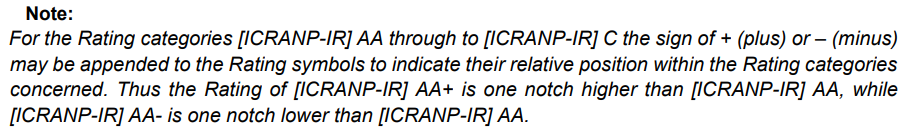 Note:
For the Rating categories [ICRANP-IR] AA through to [ICRANP-IR] C the sign of + (plus) or – (minus)
may be appended to the Rating symbols to indicate their relative position within the Rating categories
concerned. Thus the Rating of [ICRANP-IR] AA+ is one notch higher than [ICRANP-IR] AA, while
[ICRANP-IR] AA- is one notch lower than [ICRANP-IR] AA.